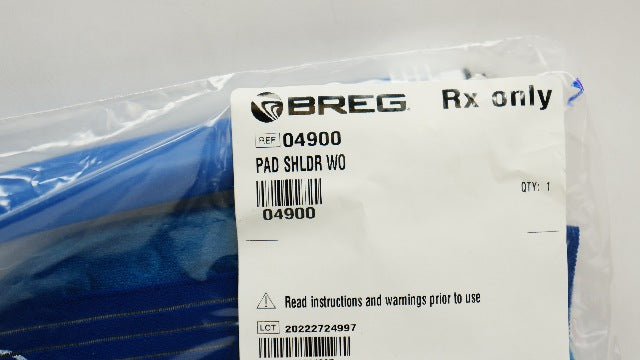 BREG Rx only
REF 04900
PAD SHLDR WO
04900
QTY: 1
Read instructions and warnings prior to use
LOT 20222724997